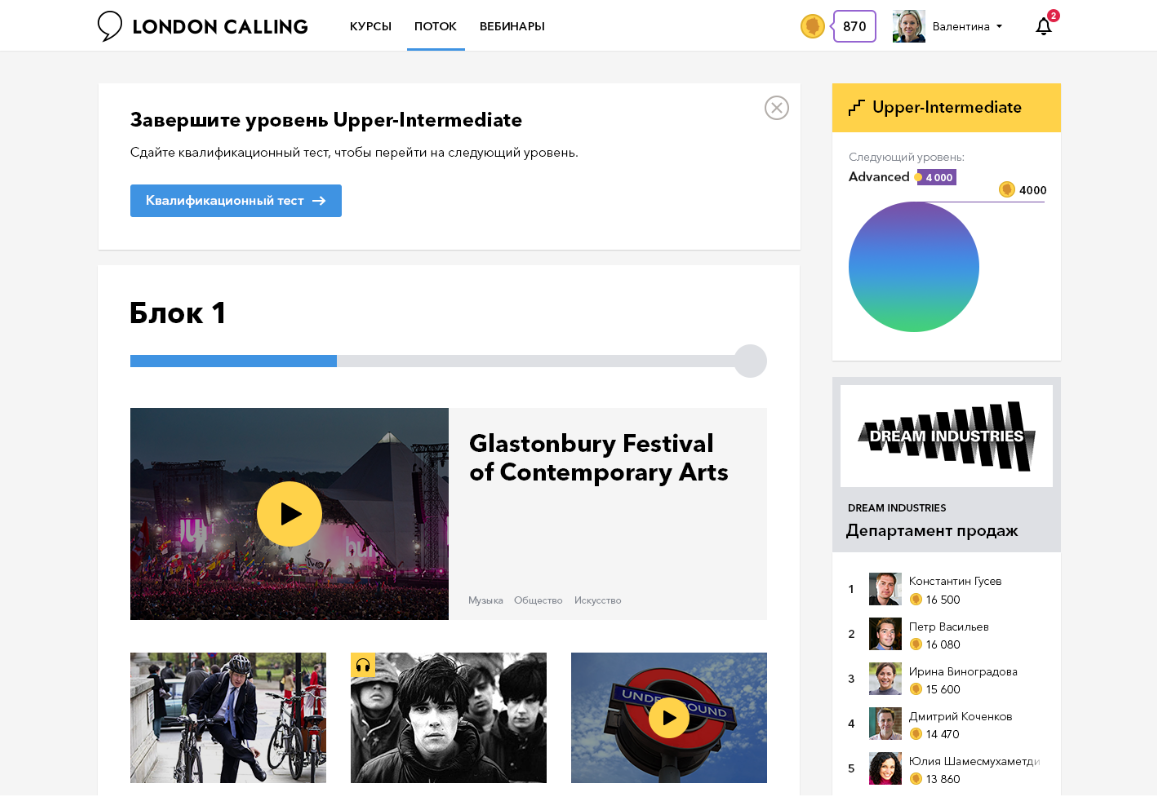 LONDON CALLING
КУРСЫ
ПОТОК
ВЕБИНАРЫ
870
Валентина
2
Завершите уровень Upper-Intermediate
Сдайте квалификационный тест, чтобы перейти на следующий уровень.
Квалификационный тест →
Upper-Intermediate
Следующий уровень:
Advanced
4 000
4000
Блок 1
Glastonbury Festival
of Contemporary Arts
Музыка Общество Искусство
UNDERGROUND
DREAM INDUSTRIES
DREAM INDUSTRIES
Департамент продаж
1
Константин Гусев
16 500
2
Петр Васильев
16 080
3
Ирина Виноградова
15 600
4
Дмитрий Коченков
14 470
5
Юлия Шамесмухаметди
13 860